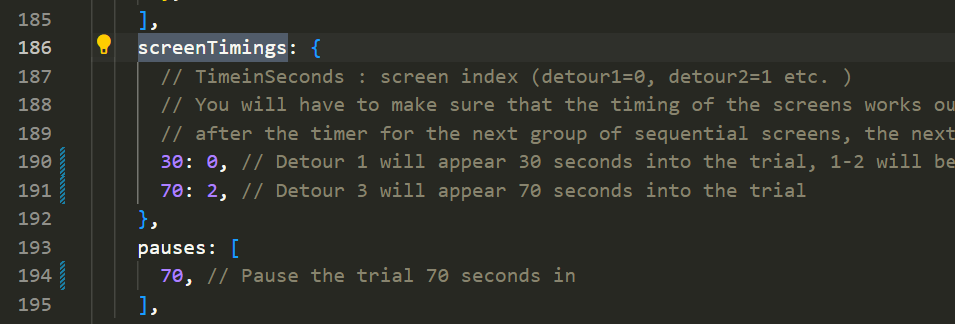 185 ],
186 screenTimings: {
187 // TimeinSeconds : screen index (detour1=0, detour2=1 etc. )
188 // You will have to make sure that the timing of the screens works ou
189 // after the timer for the next group of sequential screens, the next
190 30: 0, // Detour 1 will appear 30 seconds into the trial, 1-2 will be
191 70: 2, // Detour 3 will appear 70 seconds into the trial
192 },
193 pauses: [
194 70, // Pause the trial 70 seconds in
195 ],